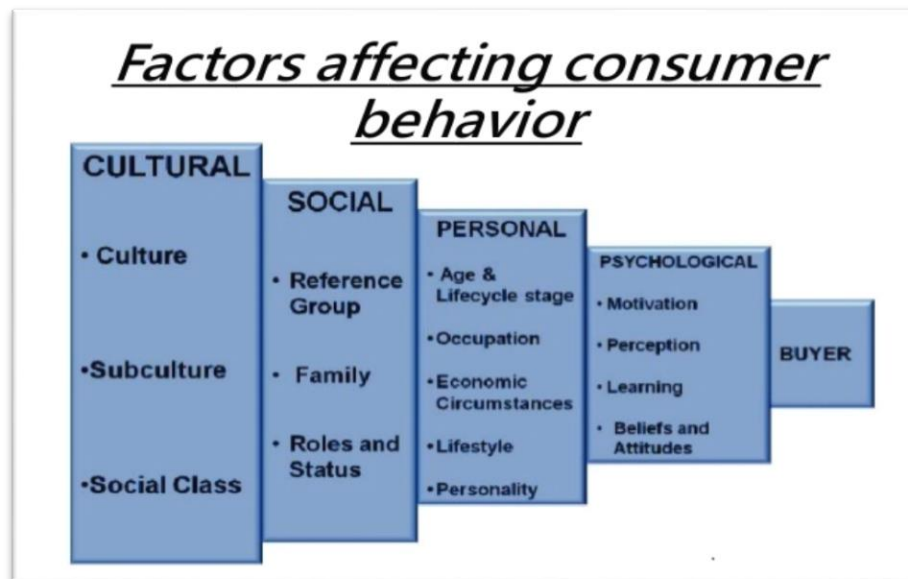 Factors affecting consumer
behavior
CULTURAL
• Culture
•Subculture
•Social Class
SOCIAL
• Reference
Group
• Family
• Roles and
Status
PERSONAL
• Age &
Lifecycle stage
•Occupation
•Economic
Circumstances
•Lifestyle
•Personality
PSYCHOLOGICAL
•Motivation
•Perception
•Learning
• Beliefs and
Attitudes
BUYER